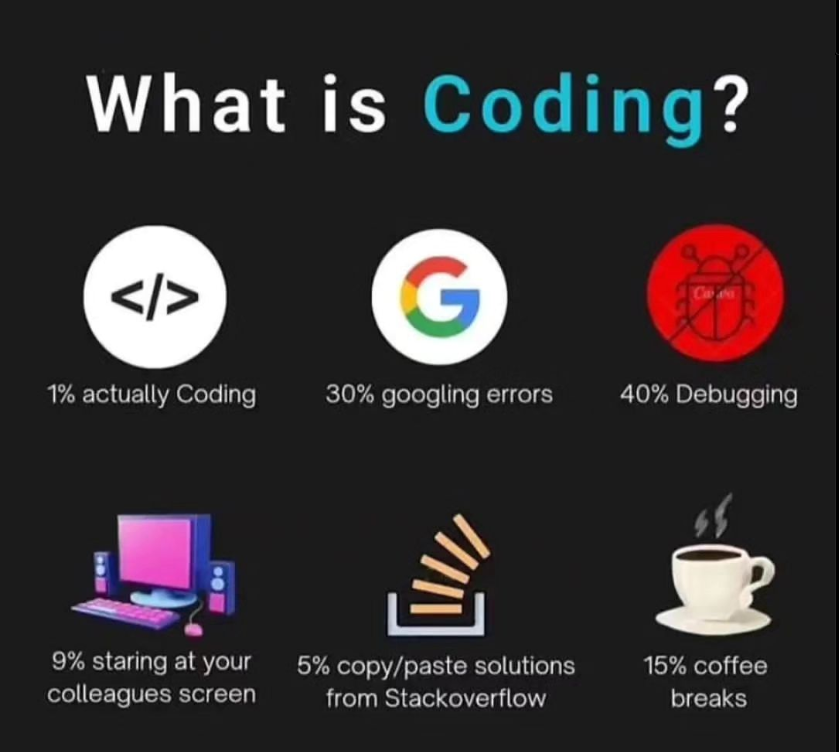 What is Coding?
</>
1% actually Coding
30% googling errors
Canva
40% Debugging
9% staring at your
colleagues screen
5% copy/paste solutions
from Stackoverflow
15% coffee
breaks